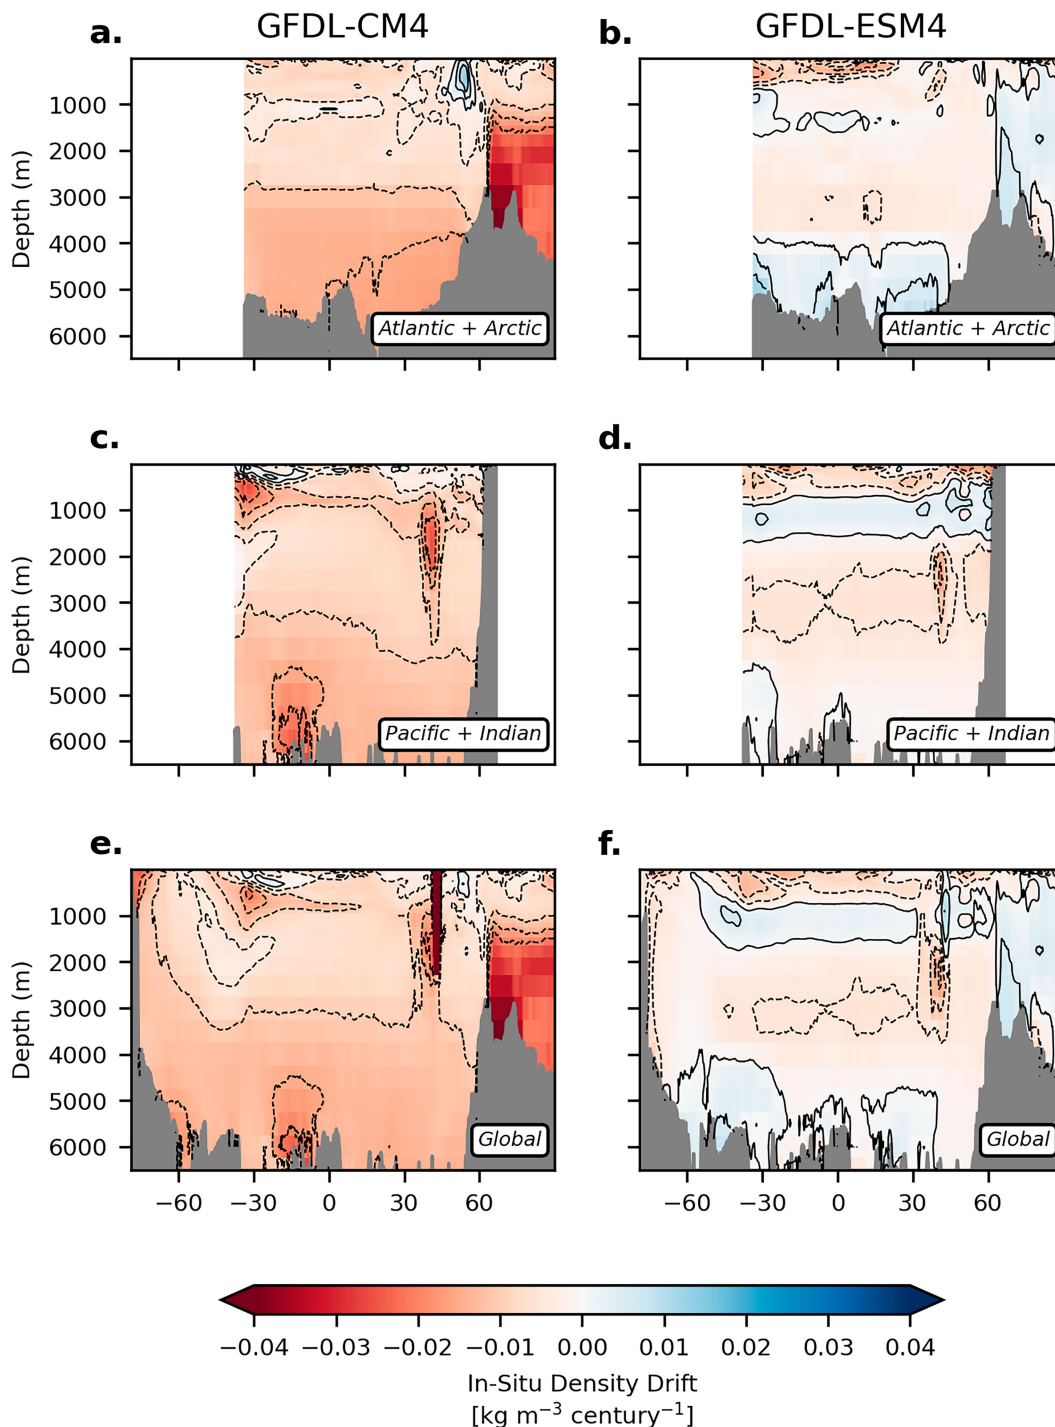 GFDL-CM4
GFDL-ESM4
a.
b.
1000
2000
3000
4000
5000
6000
Depth (m)
Atlantic + Arctic
Atlantic + Arctic
c.
d.
1000
2000
3000
4000
5000
6000
Depth (m)
Pacific + Indian
Pacific + Indian
e.
f.
1000
2000
3000
4000
5000
6000
Depth (m)
Global
Global
−60 −30 0 30 60
−60 −30 0 30 60
−0.04 −0.03 −0.02 −0.01 0.00 0.01 0.02 0.03 0.04
In-Situ Density Drift
[kg m⁻³ century⁻¹]